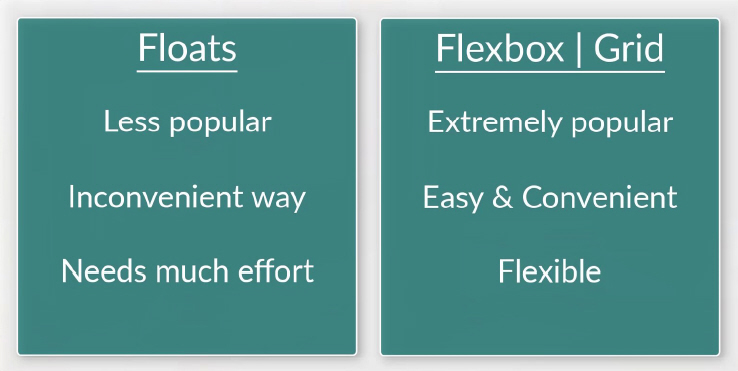 Floats
Less popular
Inconvenient way
Needs much effort
Flexbox | Grid
Extremely popular
Easy & Convenient
Flexible